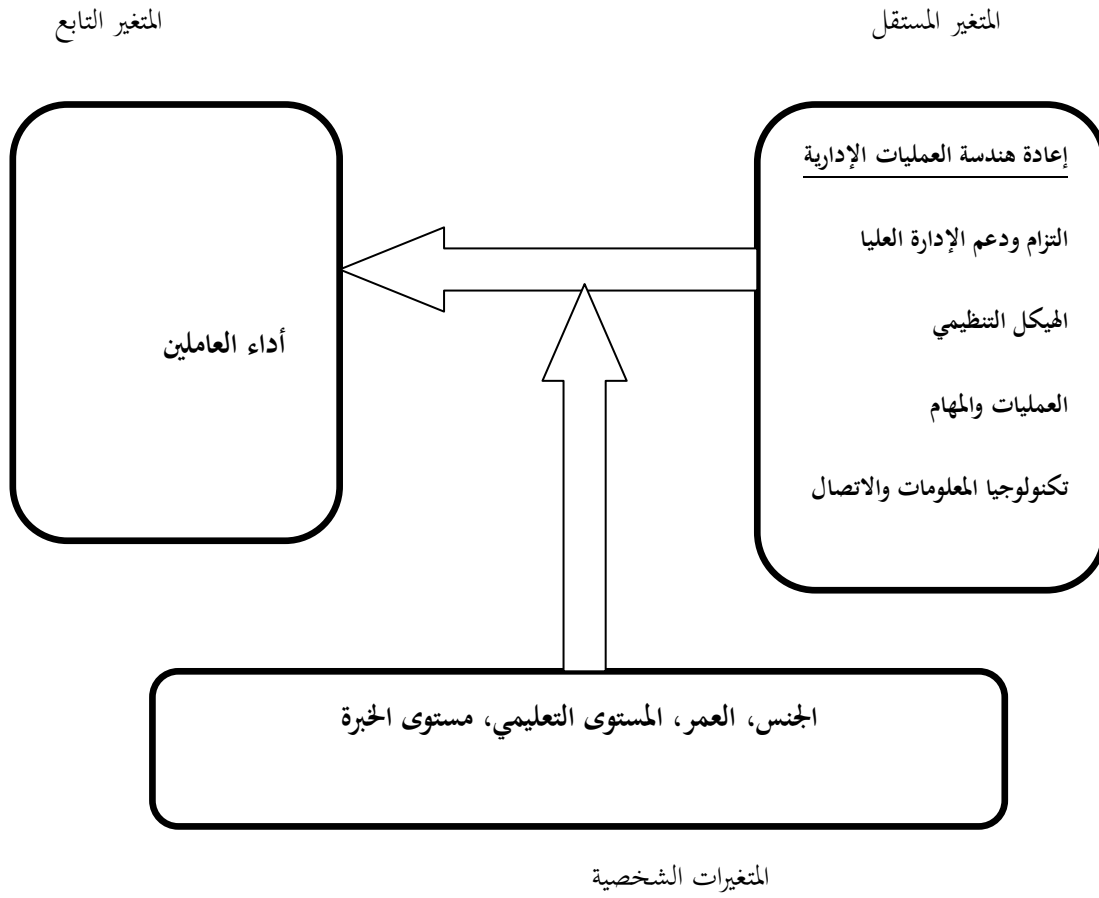 المتغير المستقل
المتغير التابع
إعادة هندسة العمليات الإدارية
التزام ودعم الإدارة العليا
الهيكل التنظيمي
العمليات والمهام
تكنولوجيا المعلومات والاتصال
أداء العاملين
الجنس، العمر، المستوى التعليمي، مستوى الخبرة
المتغيرات الشخصية